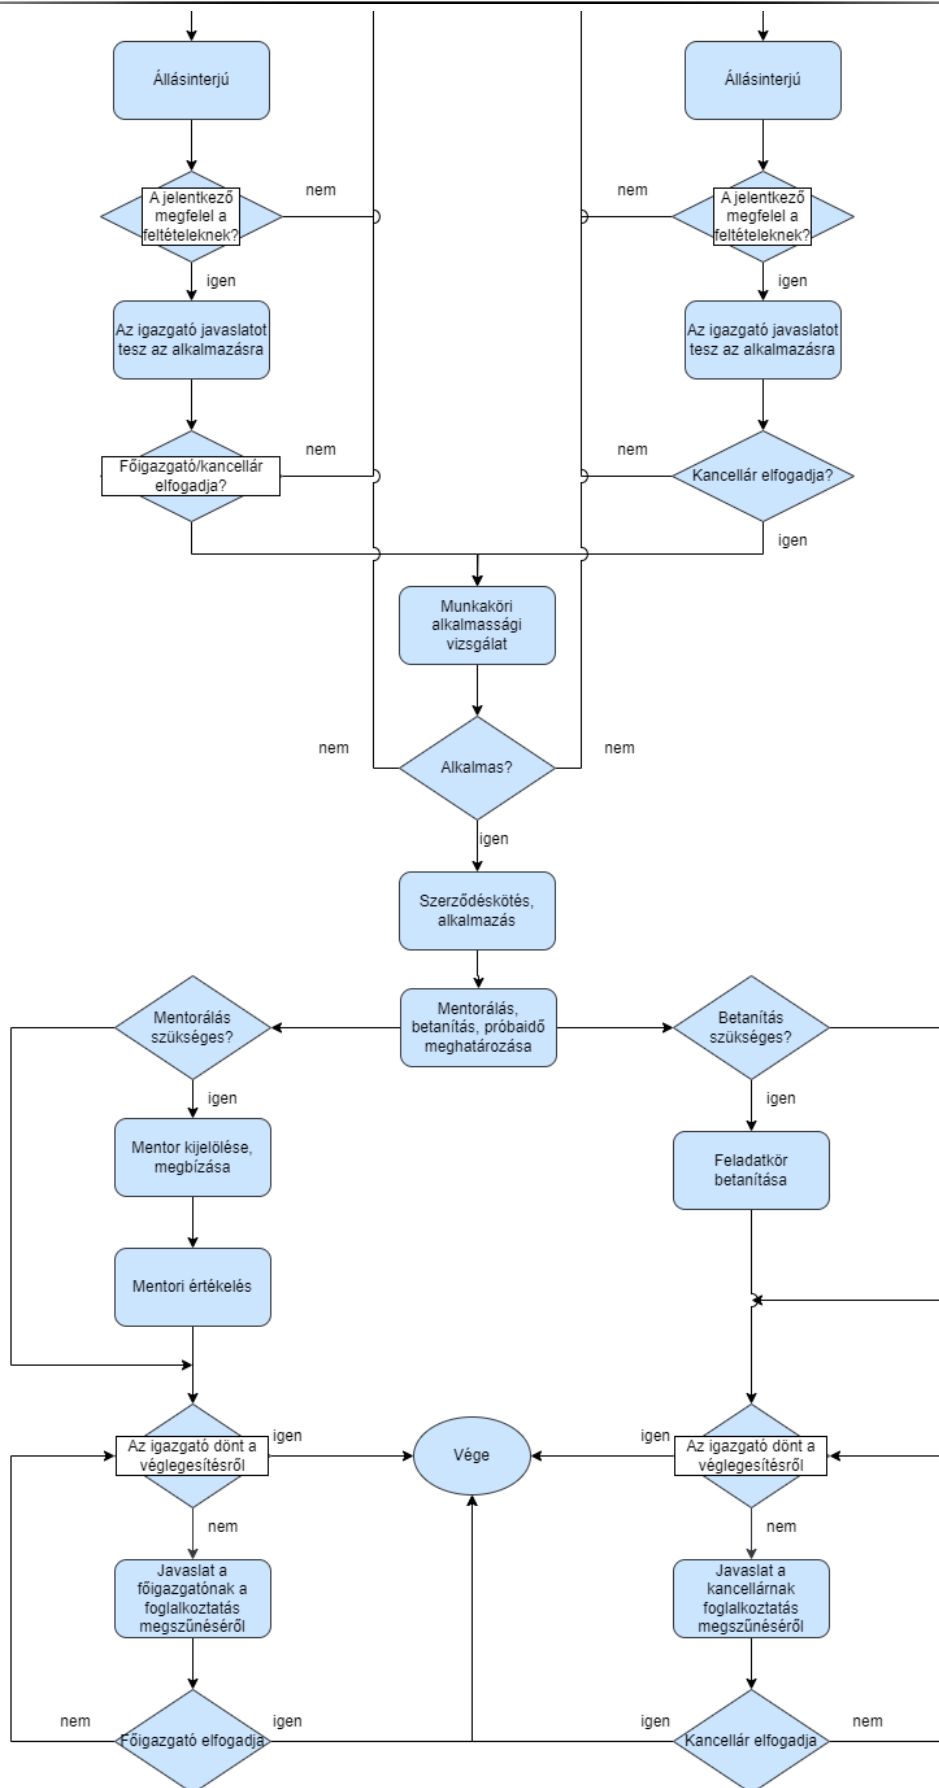 Állásinterjú
Állásinterjú
A jelentkező
megfelel a
feltételeknek?
nem
nem
A jelentkező
megfelel a
feltételeknek?
igen
igen
Az igazgató javaslatot
tesz az alkalmazásra
Az igazgató javaslatot
tesz az alkalmazásra
Főigazgató/kancellár
elfogadja?
nem
nem
Kancellár elfogadja?
igen
Munkaköri
alkalmassági
vizsgálat
nem
Alkalmas?
nem
igen
Szerződéskötés,
alkalmazás
Mentorálás
szükséges?
Mentorálás,
betanítás, próbaidő
meghatározása
Betanítás
szükséges?
igen
igen
Mentor kijelölése,
megbízása
Feladatkör
betanítása
Mentori értékelés
Az igazgató dönt a
véglegesítésről
igen
Vége
igen
Az igazgató dönt a
véglegesítésről
nem
nem
Javaslat a
főigazgatónak a
foglalkoztatás
megszűnéséről
Javaslat a
kancellárnak
foglalkoztatás
megszűnéséről
nem
Főigazgató elfogadja
igen
igen
Kancellár elfogadja
nem